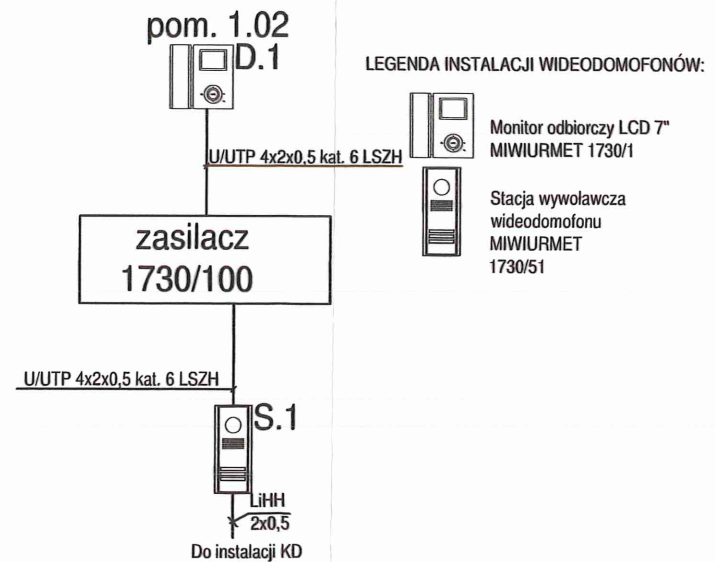 pom. 1.02
D.1
LEGENDA INSTALACJI WIDEODOMOFONÓW:
Monitor odbiorczy LCD 7"
MIWIURMET 1730/1
U/UTP 4x2x0,5 kat. 6 LSZH
Stacja wywoławcza
wideodomofonu
MIWIURMET
1730/51
zasilacz
1730/100
U/UTP 4x2x0,5 kat. 6 LSZH
S.1
LiHH
2x0,5
Do instalacji KD